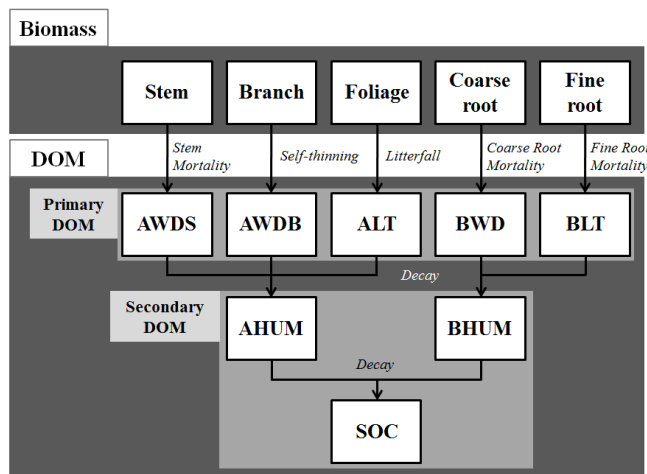 Biomass
Stem
Branch
Foliage
Coarse
root
Fine
root
DOM
Stem
Mortality
Self-thinning
Litterfall
Coarse Root
Mortality
Fine Root
Mortality
Primary
DOM
AWDS
AWDB
ALT
BWD
BLT
Decay
Secondary
DOM
AHUM
BHUM
Decay
SOC